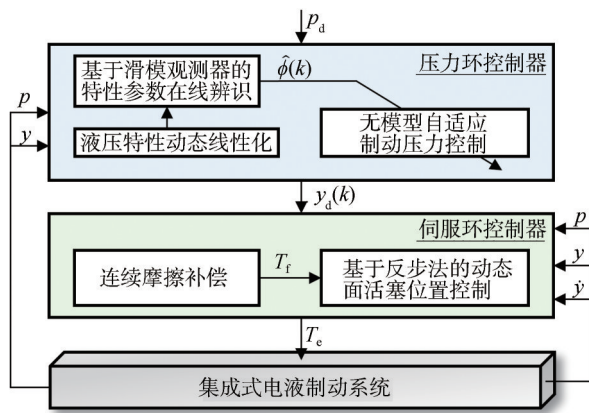 p_d
压力环控制器
基于滑模观测器的
特性参数在线辨识
φ̂(k)
液压特性动态线性化
无模型自适应
制动压力控制
p
y
y_d(k)
伺服环控制器
连续摩擦补偿
T_f
基于反步法的动态
面活塞位置控制
p
y
ẏ
T_e
集成式电液制动系统